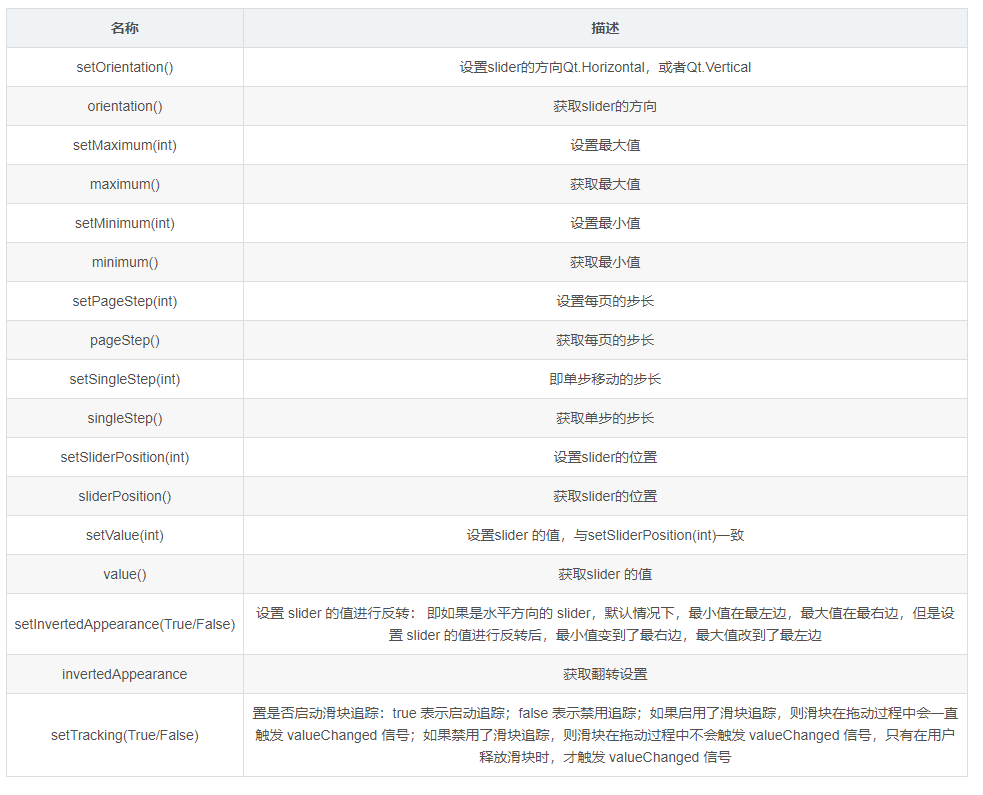 名称 描述
setOrientation() 设置slider的方向Qt.Horizontal，或者Qt.Vertical
orientation() 获取slider的方向
setMaximum(int) 设置最大值
maximum() 获取最大值
setMinimum(int) 设置最小值
minimum() 获取最小值
setPageStep(int) 设置每页的步长
pageStep() 获取每页的步长
setSingleStep(int) 即单步移动的步长
singleStep() 获取单步的步长
setSliderPosition(int) 设置slider的位置
sliderPosition() 获取slider的位置
setValue(int) 设置slider 的值，与setSliderPosition(int)一致
value() 获取slider 的值
setInvertedAppearance(True/False) 设置 slider 的值进行反转： 即如果是水平方向的 slider，默认情况下，最小值在最左边，最大值在最右边，但是设
置 slider 的值进行反转后，最小值变到了最右边，最大值改到了最左边
invertedAppearance 获取翻转设置
setTracking(True/False) 置是否启动滑块追踪：true 表示启动追踪；false 表示禁用追踪；如果启用了滑块追踪，则滑块在拖动过程中会一直
触发 valueChanged 信号；如果禁用了滑块追踪，则滑块在拖动过程中不会触发 valueChanged 信号，只有在用户
释放滑块时，才触发 valueChanged 信号